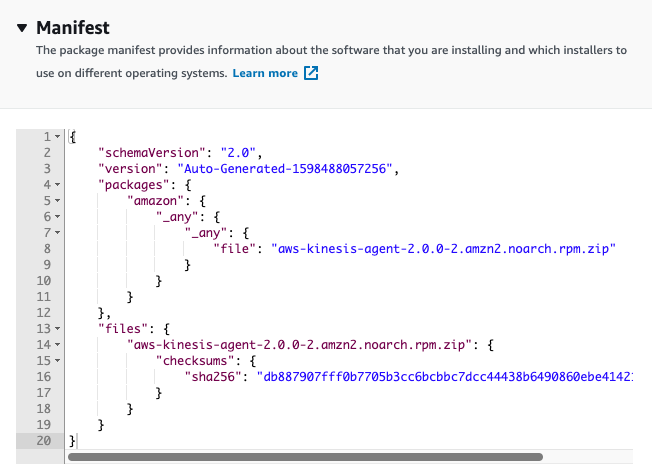 Manifest
The package manifest provides information about the software that you are installing and which installers to
use on different operating systems. Learn more
1 {
2 "schemaVersion": "2.0",
3 "version": "Auto-Generated-1598488057256",
4 "packages": {
5 "amazon": {
6 "_any": {
7 "_any": {
8 "file": "aws-kinesis-agent-2.0.0-2.amzn2.noarch.rpm.zip"
9 }
10 }
11 }
12 },
13 "files": {
14 "aws-kinesis-agent-2.0.0-2.amzn2.noarch.rpm.zip": {
15 "checksums": {
16 "sha256": "db887907fff0b7705b3cc6bcbbc7dcc44438b6490860ebe41421
17 }
18 }
19 }
20 }